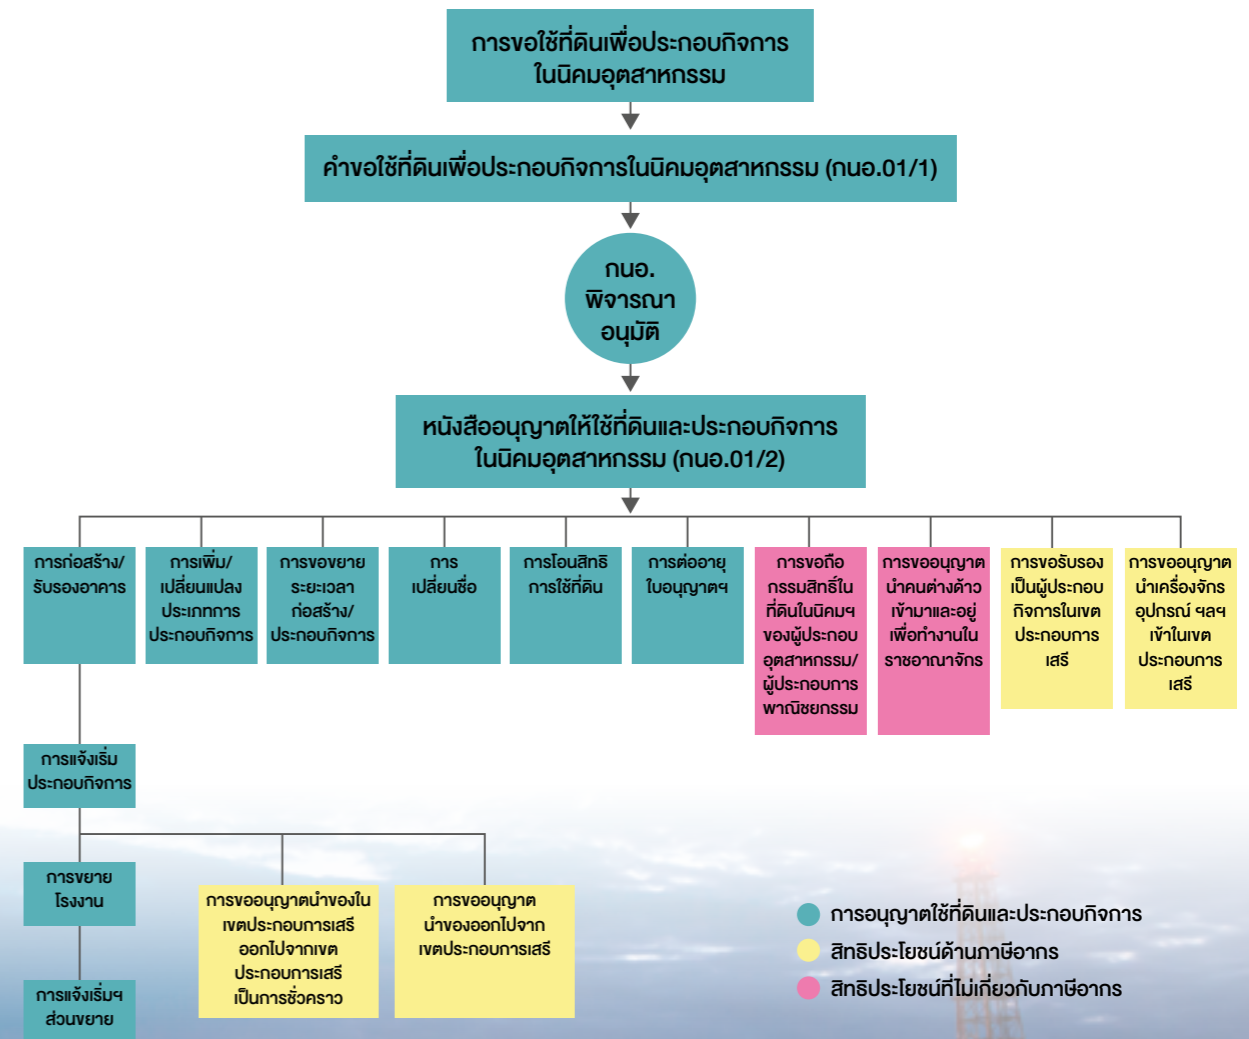 การขอใช้ที่ดินเพื่อประกอบกิจการ
ในนิคมอุตสาหกรรม
คำขอใช้ที่ดินเพื่อประกอบกิจการในนิคมอุตสาหกรรม (กนอ.01/1)
กนอ.
พิจารณา
อนุมัติ
หนังสืออนุญาตให้ใช้ที่ดินและประกอบกิจการ
ในนิคมอุตสาหกรรม (กนอ.01/2)
การก่อสร้าง/
รับรองอาคาร
การเพิ่ม/
เปลี่ยนแปลง
ประเภทการ
ประกอบกิจการ
การขอขยาย
ระยะเวลา
ก่อสร้าง/
ประกอบกิจการ
การ
เปลี่ยนชื่อ
การโอนสิทธิ
การใช้ที่ดิน
การต่ออายุ
ใบอนุญาตฯ
การขอถือ
กรรมสิทธิ์ใน
ที่ดินในนิคมฯ
ของผู้ประกอบ
อุตสาหกรรม/
ผู้ประกอบการ
พาณิชยกรรม
การขออนุญาต
นำคนต่างด้าว
เข้ามาและอยู่
เพื่อทำงานใน
ราชอาณาจักร
การขอรับรอง
เป็นผู้ประกอบ
กิจการในเขต
ประกอบการ
เสรี
การขออนุญาต
นำเครื่องจักร
อุปกรณ์ ฯลฯ
เข้าในเขต
ประกอบการ
เสรี
การแจ้งเริ่ม
ประกอบกิจการ
การขยาย
โรงงาน
การขออนุญาตนำของใน
เขตประกอบการเสรี
ออกไปจากเขต
ประกอบการเสรี
เป็นการชั่วคราว
การขออนุญาต
นำของออกไปจาก
เขตประกอบการเสรี
การแจ้งเริ่มฯ
ส่วนขยาย
การอนุญาตใช้ที่ดินและประกอบกิจการ
สิทธิประโยชน์ด้านภาษีอากร
สิทธิประโยชน์ที่ไม่เกี่ยวกับภาษีอากร